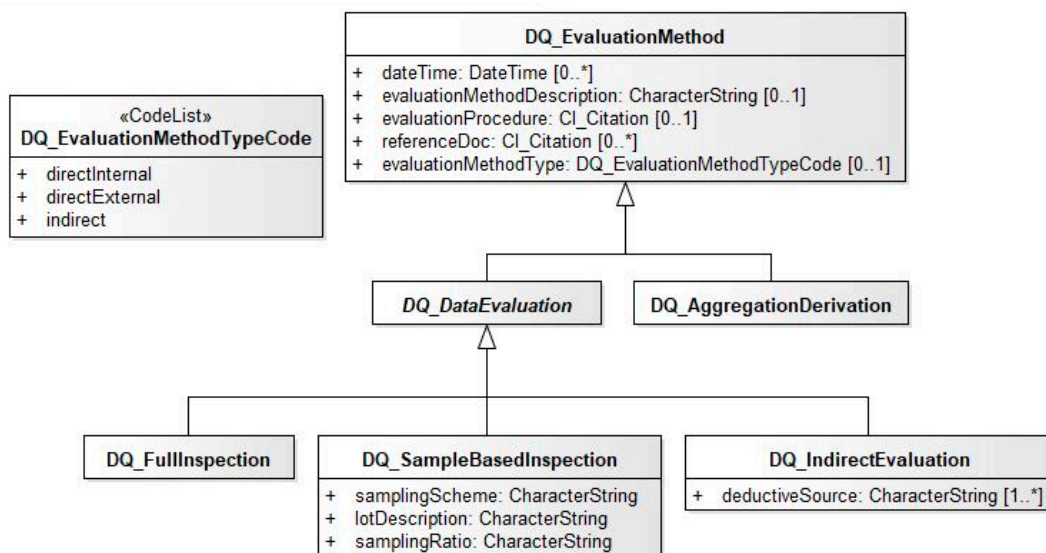 DQ_EvaluationMethod
+ dateTime: DateTime [0..*]
+ evaluationMethodDescription: CharacterString [0..1]
+ evaluationProcedure: CI_Citation [0..1]
+ referenceDoc: CI_Citation [0..*]
+ evaluationMethodType: DQ_EvaluationMethodTypeCode [0..1]
«CodeList»
DQ_EvaluationMethodTypeCode
+ directInternal
+ directExternal
+ indirect
DQ_DataEvaluation
DQ_AggregationDerivation
DQ_FullInspection
DQ_SampleBasedInspection
+ samplingScheme: CharacterString
+ lotDescription: CharacterString
+ samplingRatio: CharacterString
DQ_IndirectEvaluation
+ deductiveSource: CharacterString [1..*]